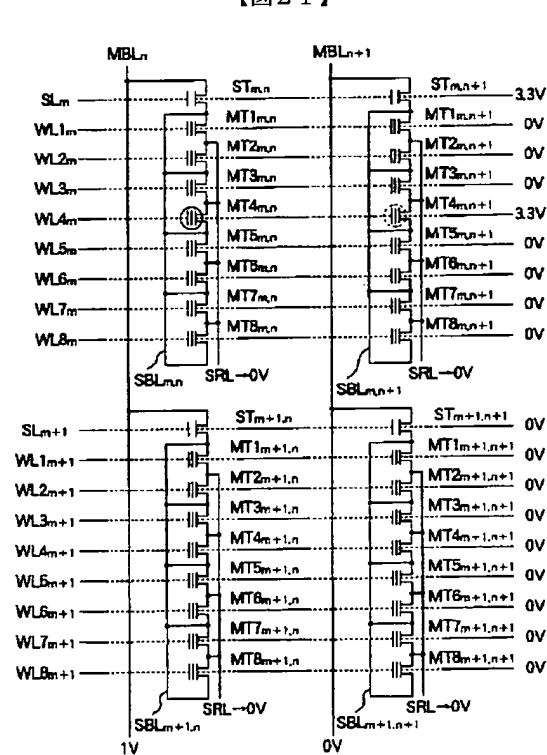 【図21】
MBLn MBLn+1
SLm STm,n STm,n+1 3.3V
WL1m MT1m,n MT1m,n+1 0V
WL2m MT2m,n MT2m,n+1 0V
WL3m MT3m,n MT3m,n+1 0V
WL4m MT4m,n MT4m,n+1 3.3V
WL5m MT5m,n MT5m,n+1 0V
WL6m MT6m,n MT6m,n+1 0V
WL7m MT7m,n MT7m,n+1 0V
WL8m MT8m,n MT8m,n+1 0V
SBLm,n SRL→0V SBLm,n+1 SRL→0V
SLm+1 STm+1,n STm+1,n+1 0V
WL1m+1 MT1m+1,n MT1m+1,n+1 0V
WL2m+1 MT2m+1,n MT2m+1,n+1 0V
WL3m+1 MT3m+1,n MT3m+1,n+1 0V
WL4m+1 MT4m+1,n MT4m+1,n+1 0V
WL5m+1 MT5m+1,n MT5m+1,n+1 0V
WL6m+1 MT6m+1,n MT6m+1,n+1 0V
WL7m+1 MT7m+1,n MT7m+1,n+1 0V
WL8m+1 MT8m+1,n MT8m+1,n+1 0V
SBLm+1,n SRL→0V SBLm+1,n+1 SRL→0V
1V 0V